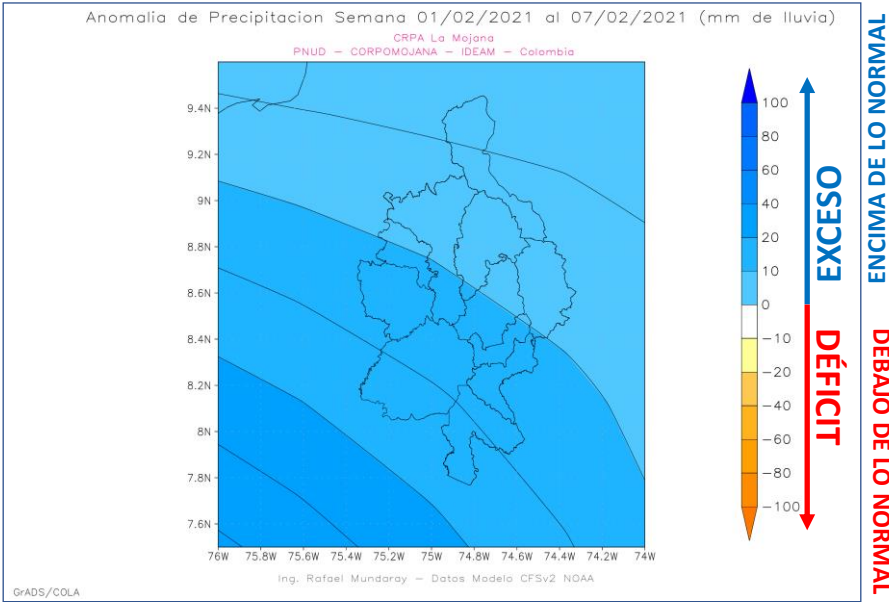 Anomalia de Precipitacion Semana 01/02/2021 al 07/02/2021 (mm de lluvia)
CRPA La Mojana
PNUD – CORPOMOJANA – IDEAM – Colombia
9.4N
9.2N
9N
8.8N
8.6N
8.4N
8.2N
8N
7.8N
7.6N
76W 75.8W 75.6W 75.4W 75.2W 75W 74.8W 74.6W 74.4W 74.2W 74W
100
80
60
40
20
10
0
−10
−20
−40
−60
−80
−100
EXCESO
DÉFICIT
ENCIMA DE LO NORMAL
DEBAJO DE LO NORMAL
Ing. Rafael Mundaray – Datos Modelo CFSv2 NOAA
GrADS/COLA